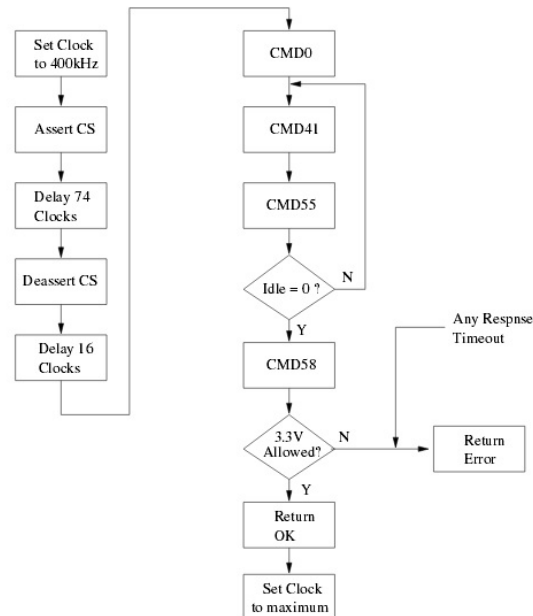 Set Clock
to 400kHz
Assert CS
Delay 74
Clocks
Deassert CS
Delay 16
Clocks
CMD0
CMD41
CMD55
Idle = 0 ?
N
Y
CMD58
Any Respnse
Timeout
3.3V
Allowed?
N
Return
Error
Y
Return
OK
Set Clock
to maximum